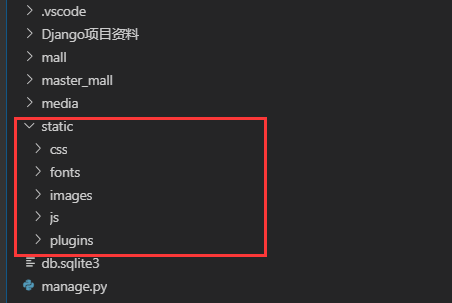 .vscode
Django项目资料
mall
master_mall
media
static
css
fonts
images
js
plugins
db.sqlite3
manage.py